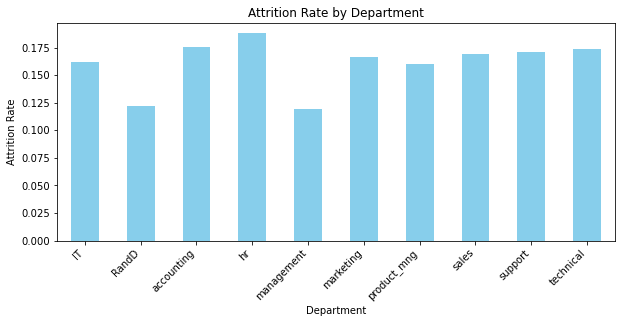 Attrition Rate by Department
Attrition Rate
0.175
0.150
0.125
0.100
0.075
0.050
0.025
0.000
IT
RandD
accounting
hr
management
marketing
product_mng
sales
support
technical
Department